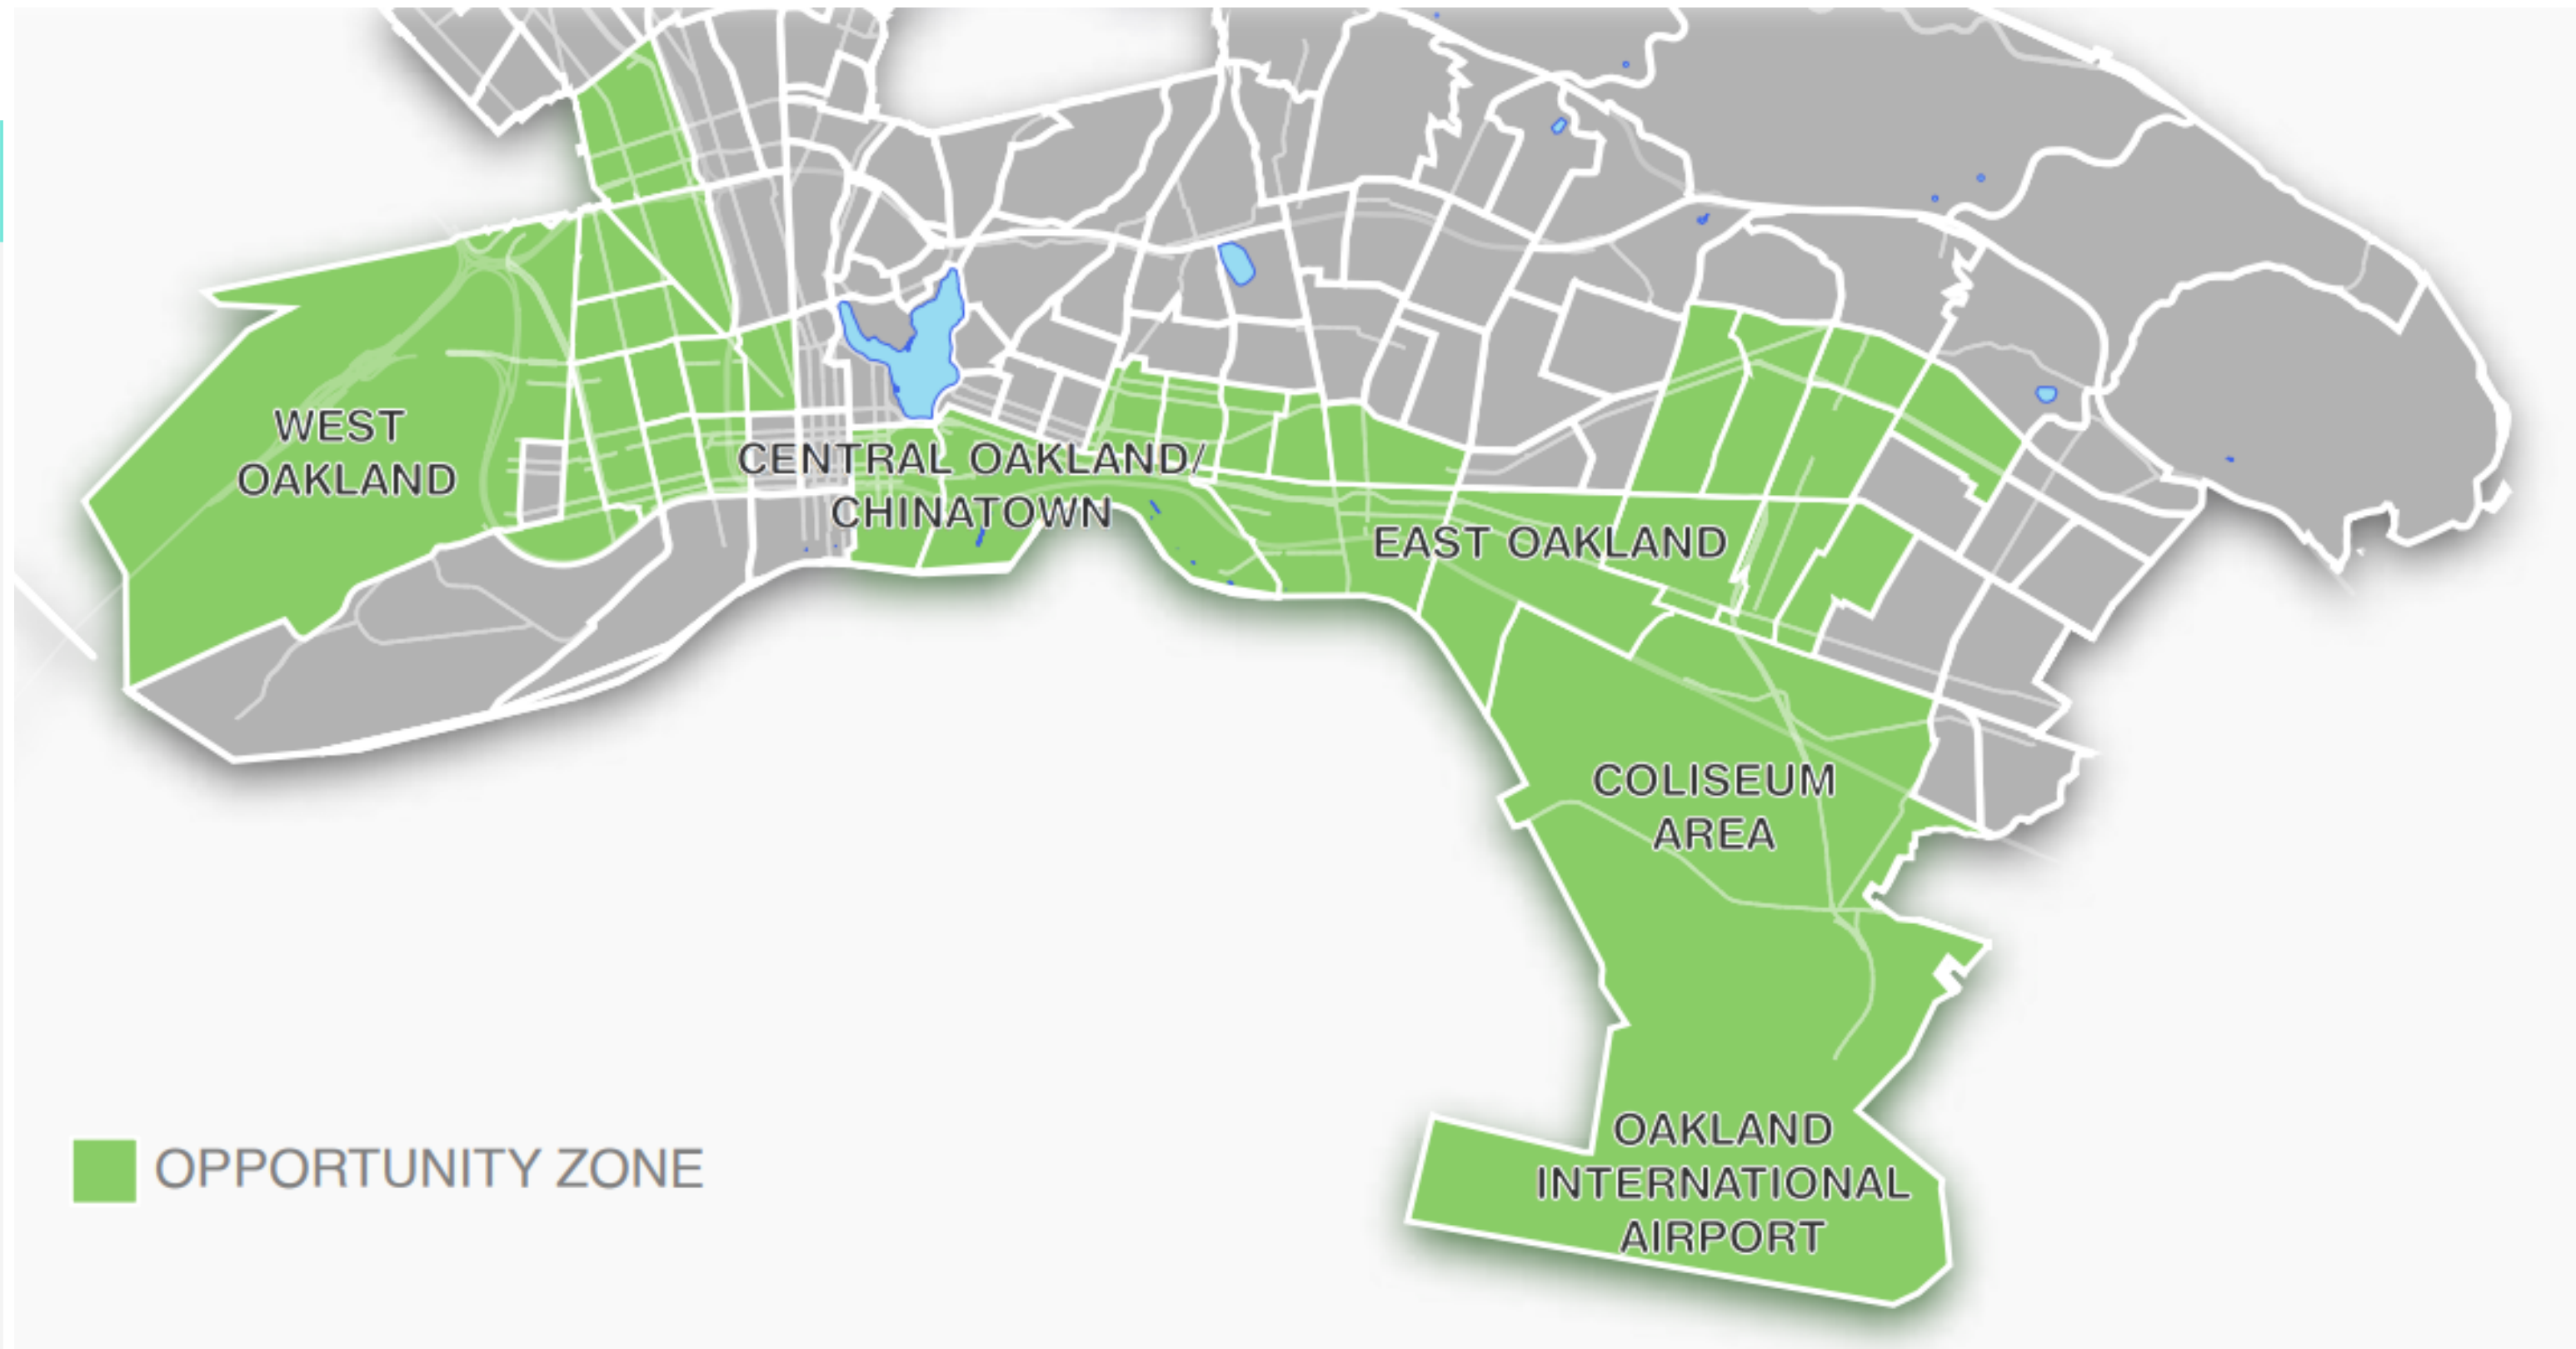 WEST
OAKLAND
CENTRAL OAKLAND/
CHINATOWN
EAST OAKLAND
COLISEUM
AREA
OAKLAND
INTERNATIONAL
AIRPORT
OPPORTUNITY ZONE